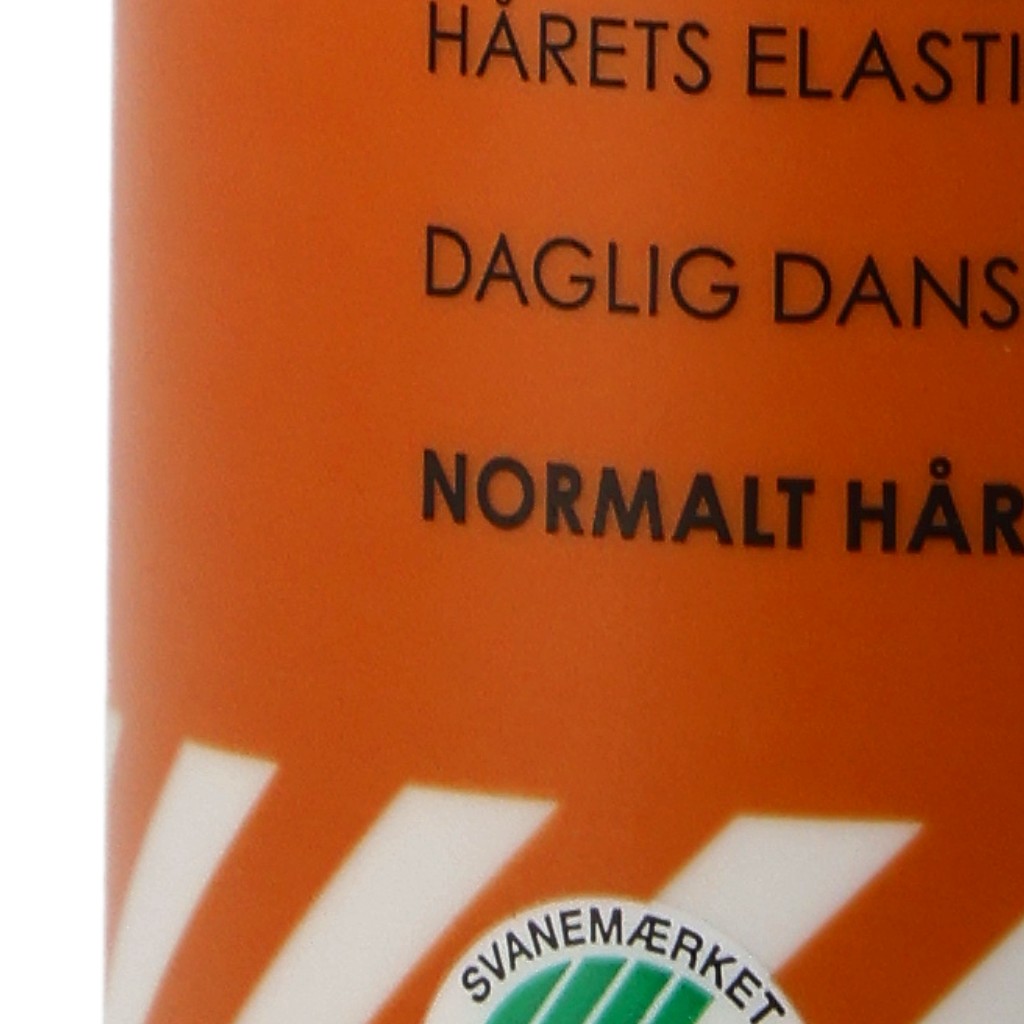 HÅRETS ELASTI
DAGLIG DANS
NORMALT HÅR
SVANEMÆRKET